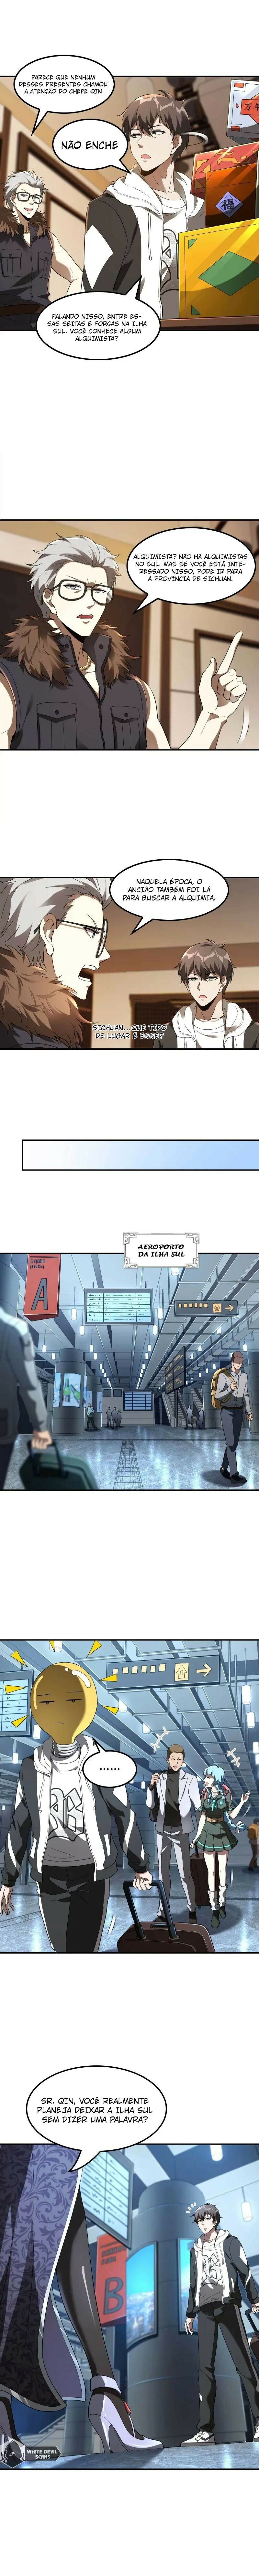 PARECE QUE NENHUM
DESSES PRESENTES CHAMOU
A ATENÇÃO DO CHEFE QIN
NÃO ENCHE
福
FALANDO NISSO, ENTRE ES-
SAS SEITAS E FORÇAS NA ILHA
SUL. VOCÊ CONHECE ALGUM
ALQUIMISTA?
ALQUIMISTA? NÃO HÁ ALQUIMISTAS
NO SUL. MAS SE VOCÊ ESTÁ INTE-
RESSADO NISSO, PODE IR PARA
A PROVÍNCIA DE SICHUAN.
NAQUELA ÉPOCA, O
ANCIÃO TAMBÉM FOI LÁ
PARA BUSCAR A ALQUIMIA.
SICHUAN... QUE TIPO
DE LUGAR É ESSE?
AEROPORTO
DA ILHA SUL
A
......
SR. QIN, VOCÊ REALMENTE
PLANEJA DEIXAR A ILHA SUL
SEM DIZER UMA PALAVRA?
B
WHITE DEVIL
SCANS